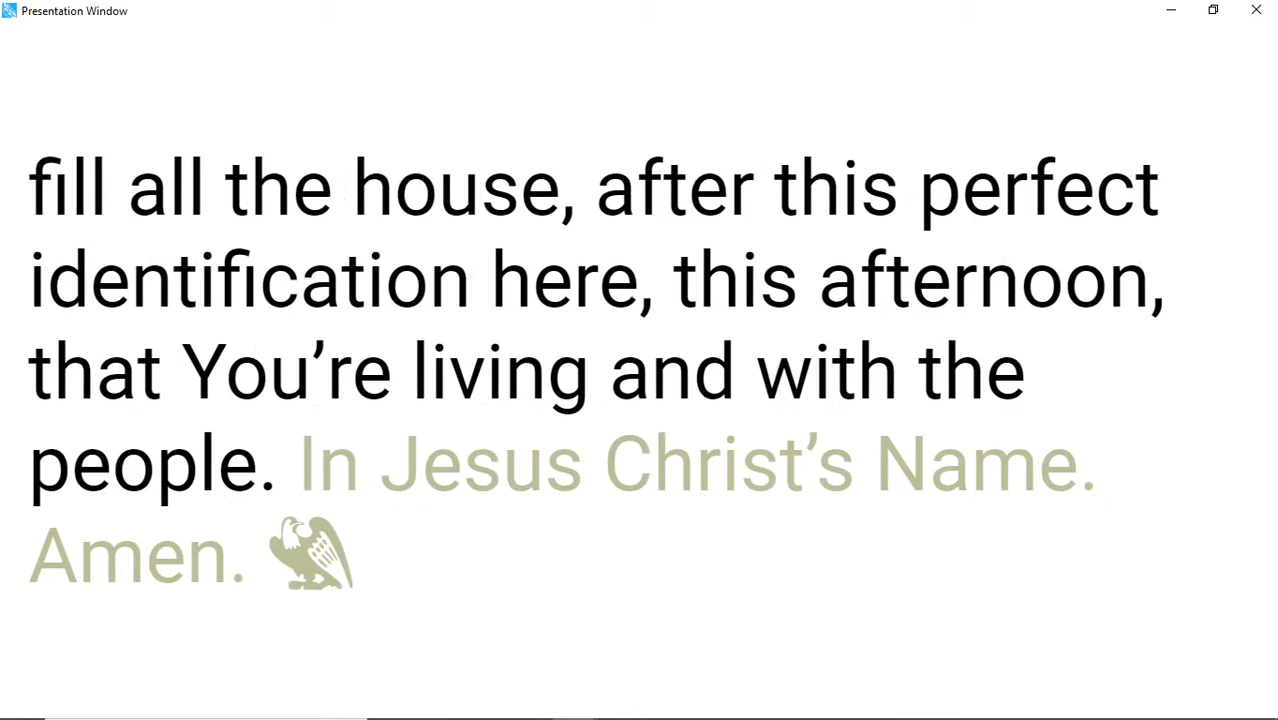 Presentation Window
fill all the house, after this perfect
identification here, this afternoon,
that You’re living and with the
people. In Jesus Christ’s Name.
Amen.